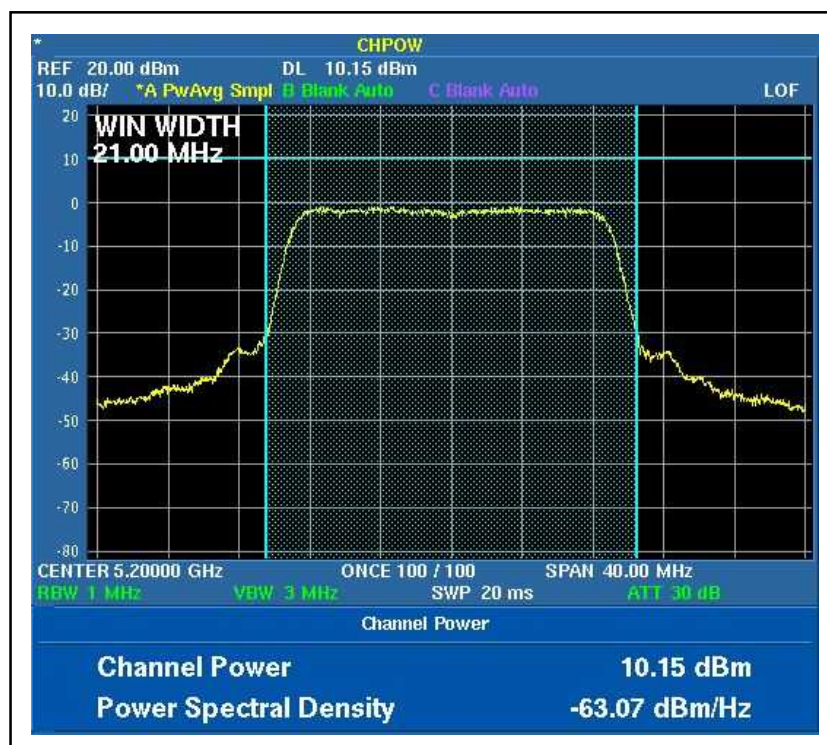 *
CHPOW
REF 20.00 dBm DL 10.15 dBm
10.0 dB/ *A PwAvg Smpl B Blank Auto C Blank Auto LOF
WIN WIDTH
21.00 MHz
20
10
0
-10
-20
-30
-40
-50
-60
-70
-80
CENTER 5.20000 GHz ONCE 100 / 100 SPAN 40.00 MHz
RBW 1 MHz VBW 3 MHz SWP 20 ms ATT 30 dB
Channel Power
Channel Power 10.15 dBm
Power Spectral Density -63.07 dBm/Hz